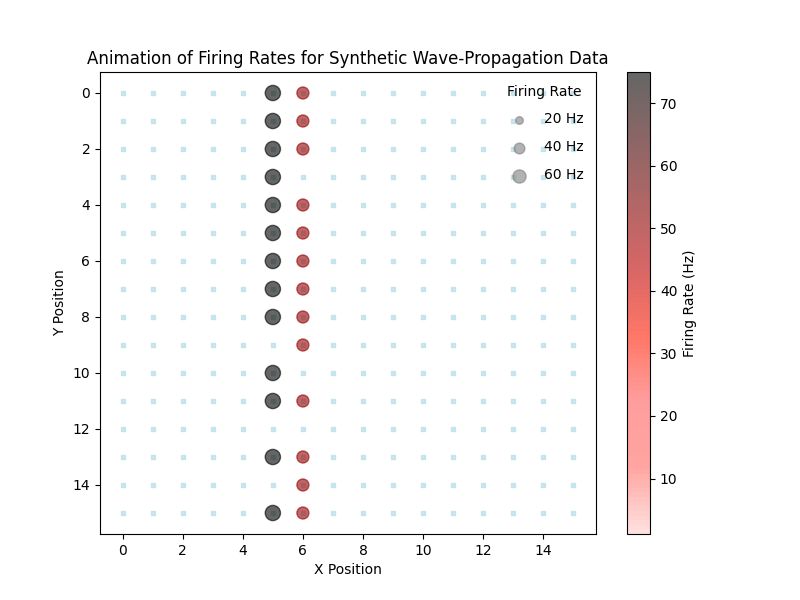 Animation of Firing Rates for Synthetic Wave-Propagation Data
Firing Rate
20 Hz
40 Hz
60 Hz
0
2
4
6
8
10
12
14
Y Position
0
2
4
6
8
10
12
14
X Position
70
60
50
40
30
20
10
Firing Rate (Hz)